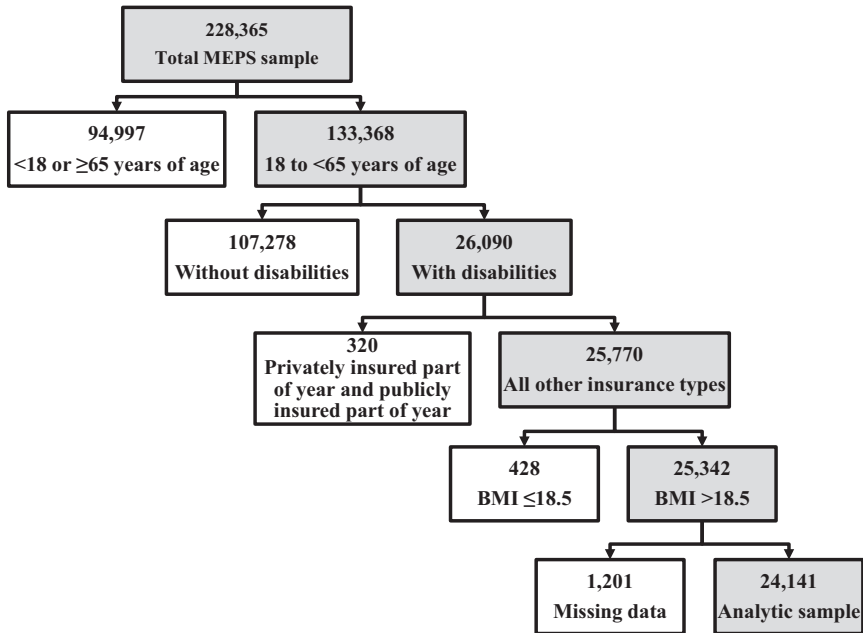 228,365
Total MEPS sample
94,997
<18 or ≥65 years of age
133,368
18 to <65 years of age
107,278
Without disabilities
26,090
With disabilities
320
Privately insured part
of year and publicly
insured part of year
25,770
All other insurance types
428
BMI ≤18.5
25,342
BMI >18.5
1,201
Missing data
24,141
Analytic sample